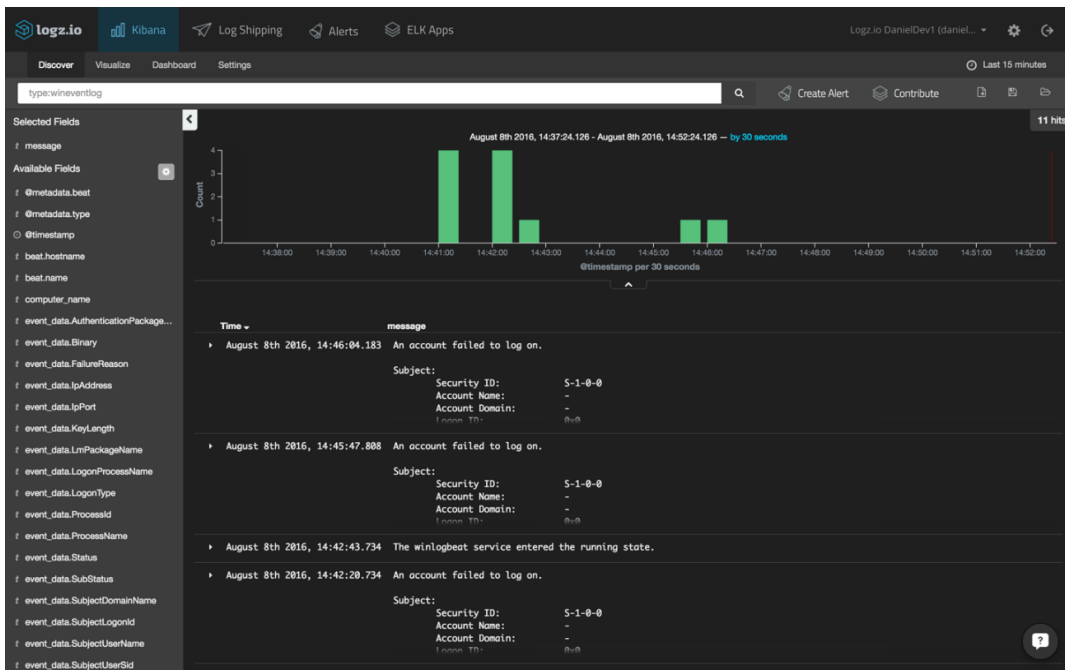 logz.io Kibana Log Shipping Alerts ELK Apps Logz.io DanielDev1 (daniel...
Discover Visualize Dashboard Settings Last 15 minutes
type:wineventlog Create Alert Contribute
Selected Fields 11 hits
t message
August 8th 2016, 14:37:24.126 - August 8th 2016, 14:52:24.126 — by 30 seconds
Available Fields
t @metadata.beat
t @metadata.type
@timestamp
t beat.hostname
t beat.name
t computer_name
t event_data.AuthenticationPackage...
t event_data.Binary
t event_data.FailureReason
t event_data.IpAddress
t event_data.IpPort
t event_data.KeyLength
t event_data.LmPackageName
t event_data.LogonProcessName
t event_data.LogonType
t event_data.ProcessId
t event_data.ProcessName
t event_data.Status
t event_data.SubStatus
t event_data.SubjectDomainName
t event_data.SubjectLogonId
t event_data.SubjectUserName
t event_data.SubjectUserSid
Count
4
3
2
1
0
14:38:00 14:39:00 14:40:00 14:41:00 14:42:00 14:43:00 14:44:00 14:45:00 14:46:00 14:47:00 14:48:00 14:49:00 14:50:00 14:51:00 14:52:00
@timestamp per 30 seconds
Time message
August 8th 2016, 14:46:04.183 An account failed to log on.
Subject:
Security ID: S-1-0-0
Account Name: -
Account Domain: -
Logon ID: 0x0
August 8th 2016, 14:45:47.808 An account failed to log on.
Subject:
Security ID: S-1-0-0
Account Name: -
Account Domain: -
Logon ID: 0x0
August 8th 2016, 14:42:43.734 The winlogbeat service entered the running state.
August 8th 2016, 14:42:20.734 An account failed to log on.
Subject:
Security ID: S-1-0-0
Account Name: -
Account Domain: -
Logon ID: 0x0
?